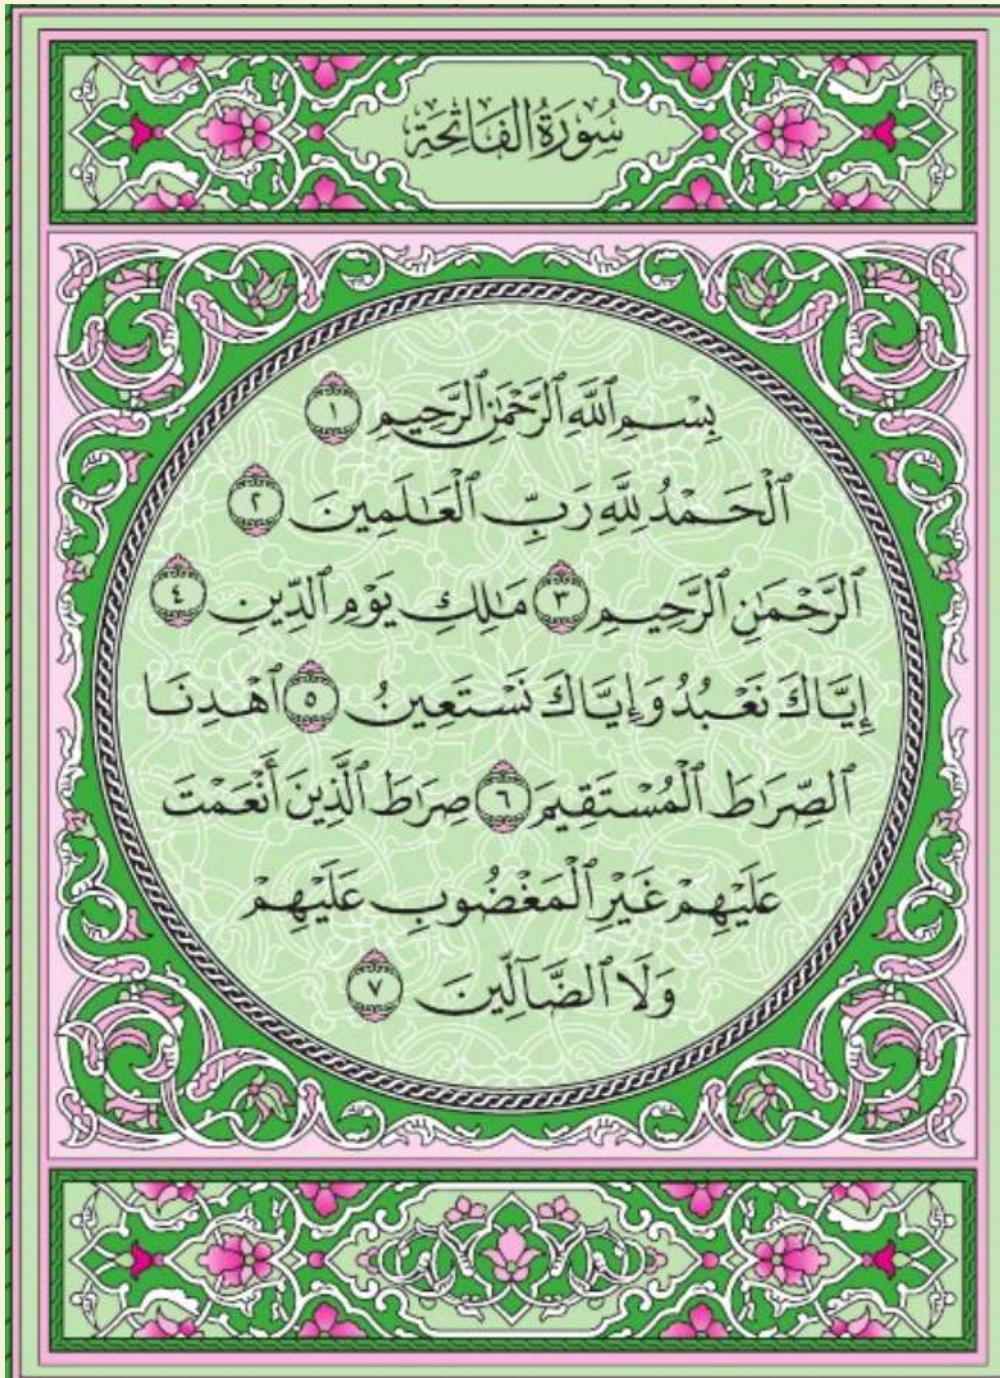 سُورَةُ الفَاتِحَةِ
بِسْمِ ٱللَّهِ ٱلرَّحْمَٰنِ ٱلرَّحِيمِ ١
ٱلْحَمْدُ لِلَّهِ رَبِّ ٱلْعَٰلَمِينَ ٢
ٱلرَّحْمَٰنِ ٱلرَّحِيمِ ٣ مَٰلِكِ يَوْمِ ٱلدِّينِ ٤
إِيَّاكَ نَعْبُدُ وَإِيَّاكَ نَسْتَعِينُ ٥ ٱهْدِنَا
ٱلصِّرَٰطَ ٱلْمُسْتَقِيمَ ٦ صِرَٰطَ ٱلَّذِينَ أَنْعَمْتَ
عَلَيْهِمْ غَيْرِ ٱلْمَغْضُوبِ عَلَيْهِمْ
وَلَا ٱلضَّآلِّينَ ٧